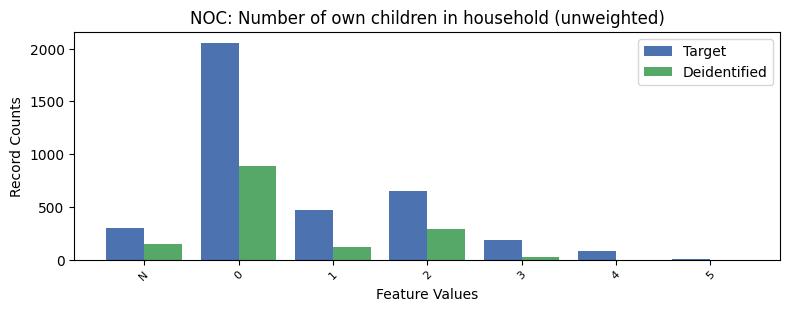 NOC: Number of own children in household (unweighted)
Target
Deidentified
Record Counts
2000
1500
1000
500
0
N 0 1 2 3 4 5
Feature Values